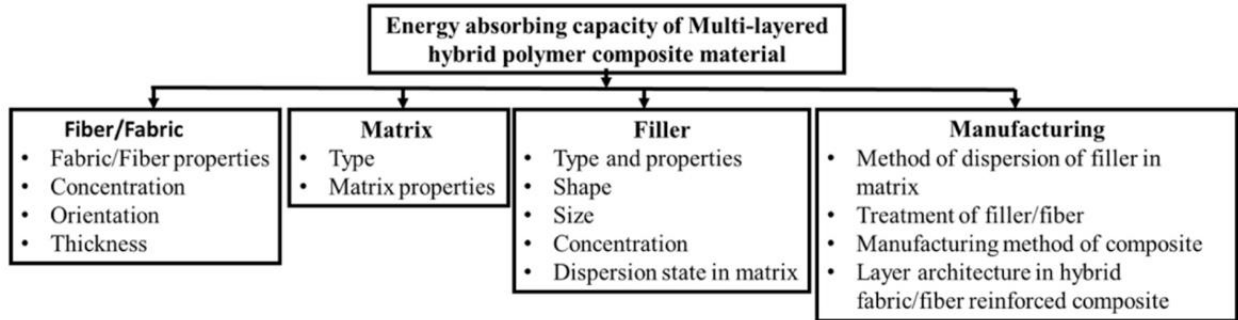 Energy absorbing capacity of Multi-layered
hybrid polymer composite material
Fiber/Fabric
• Fabric/Fiber properties
• Concentration
• Orientation
• Thickness
Matrix
• Type
• Matrix properties
Filler
• Type and properties
• Shape
• Size
• Concentration
• Dispersion state in matrix
Manufacturing
• Method of dispersion of filler in
matrix
• Treatment of filler/fiber
• Manufacturing method of composite
• Layer architecture in hybrid
fabric/fiber reinforced composite